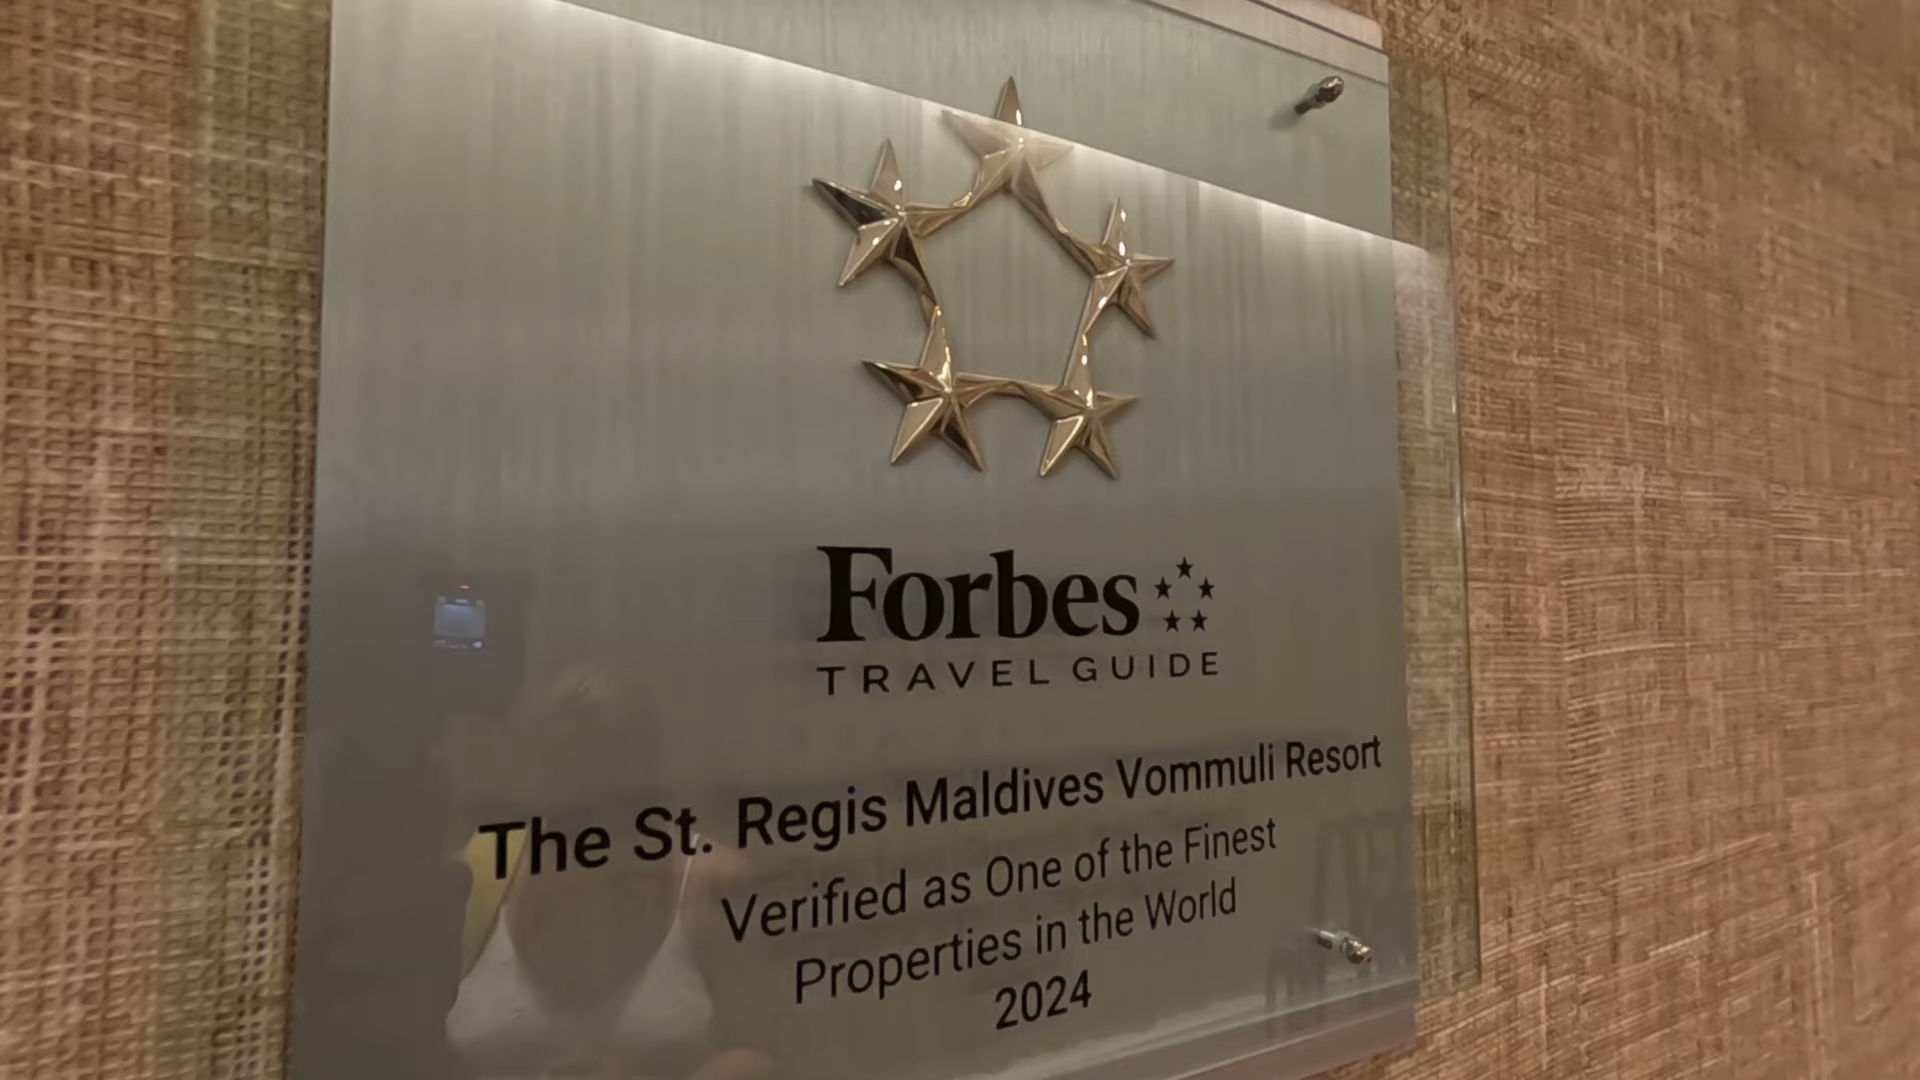 Forbes
TRAVEL GUIDE
The St. Regis Maldives Vommuli Resort
Verified as One of the Finest
Properties in the World
2024